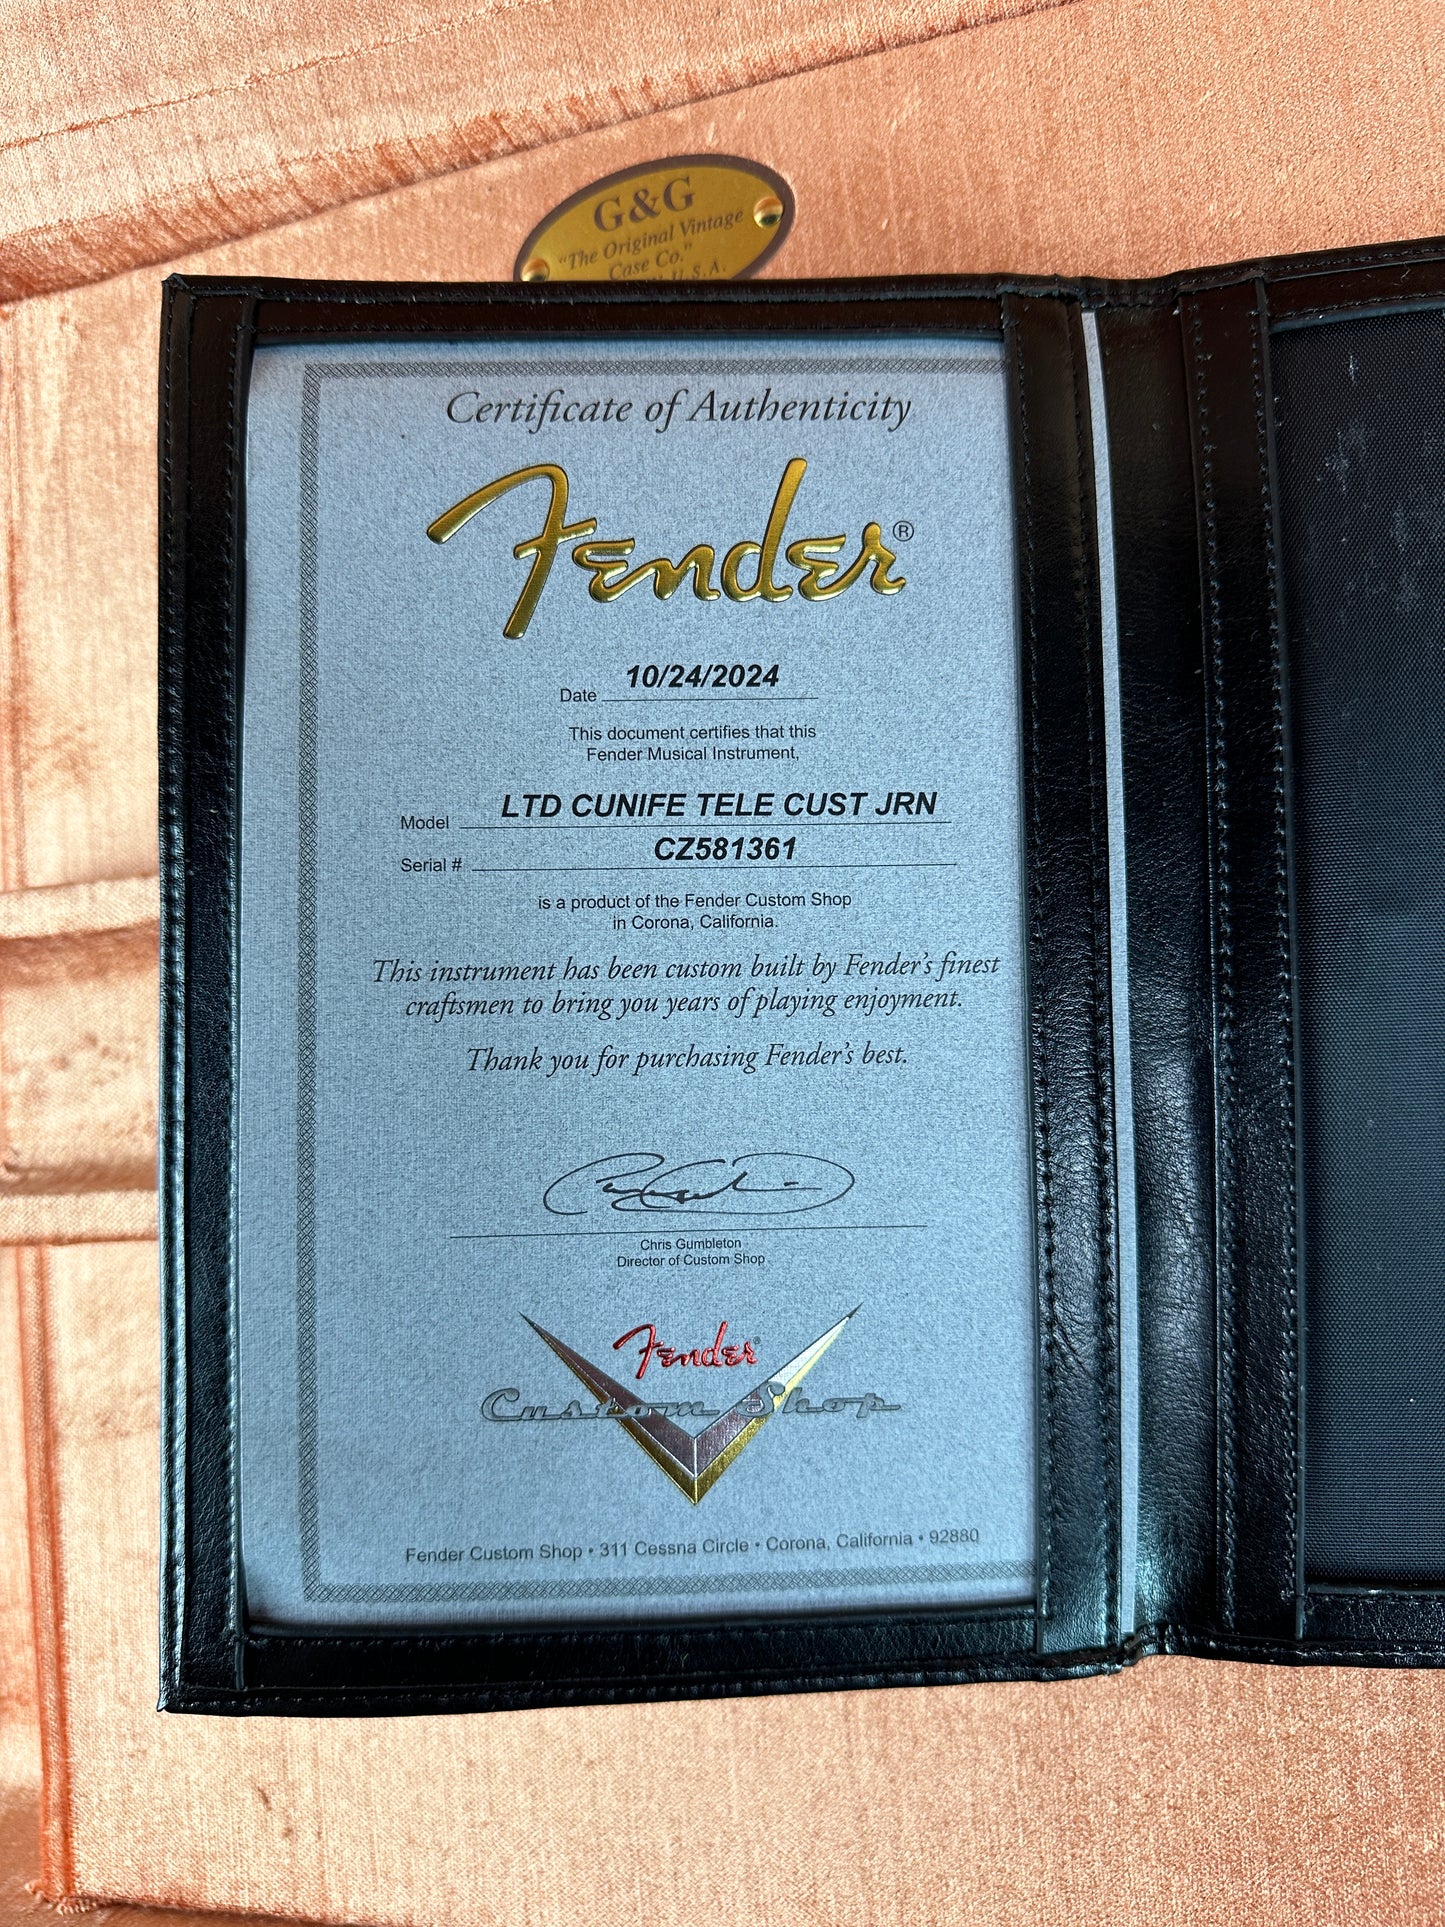 G&G
"The Original Vintage
Case Co."
U.S.A.
Certificate of Authenticity
Fender®
Date 10/24/2024
This document certifies that this
Fender Musical Instrument,
Model LTD CUNIFE TELE CUST JRN
Serial # CZ581361
is a product of the Fender Custom Shop
in Corona, California.
This instrument has been custom built by Fender's finest
craftsmen to bring you years of playing enjoyment.
Thank you for purchasing Fender's best.
Chris Gumbleton
Director of Custom Shop
Fender®
Custom Shop
Fender Custom Shop • 311 Cessna Circle • Corona, California • 92880